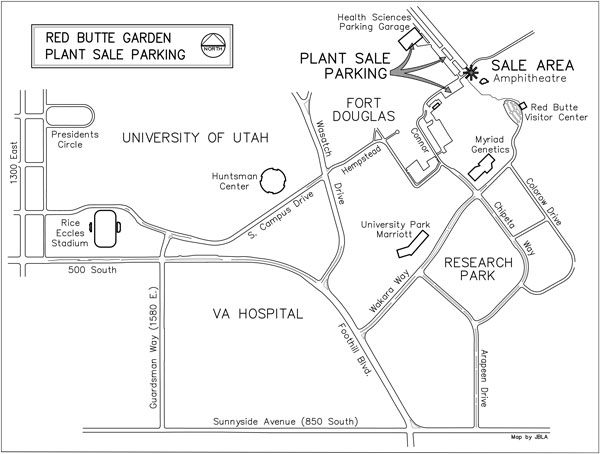 RED BUTTE GARDEN
PLANT SALE PARKING
NORTH
Health Sciences
Parking Garage
PLANT SALE
PARKING
SALE AREA
Amphitheatre
FORT
DOUGLAS
Red Butte
Visitor Center
Presidents
Circle
UNIVERSITY OF UTAH
1300 East
Wasatch
Drive
Hempstead
Connor
Myriad
Genetics
Huntsman
Center
Colorow Drive
Chipeta
Way
S. Campus Drive
Rice
Eccles
Stadium
University Park
Marriott
500 South
RESEARCH
PARK
Wakara Way
VA HOSPITAL
Guardsman Way (1580 E.)
Foothill Blvd.
Arapeen Drive
Sunnyside Avenue (850 South)
Map by JBLA